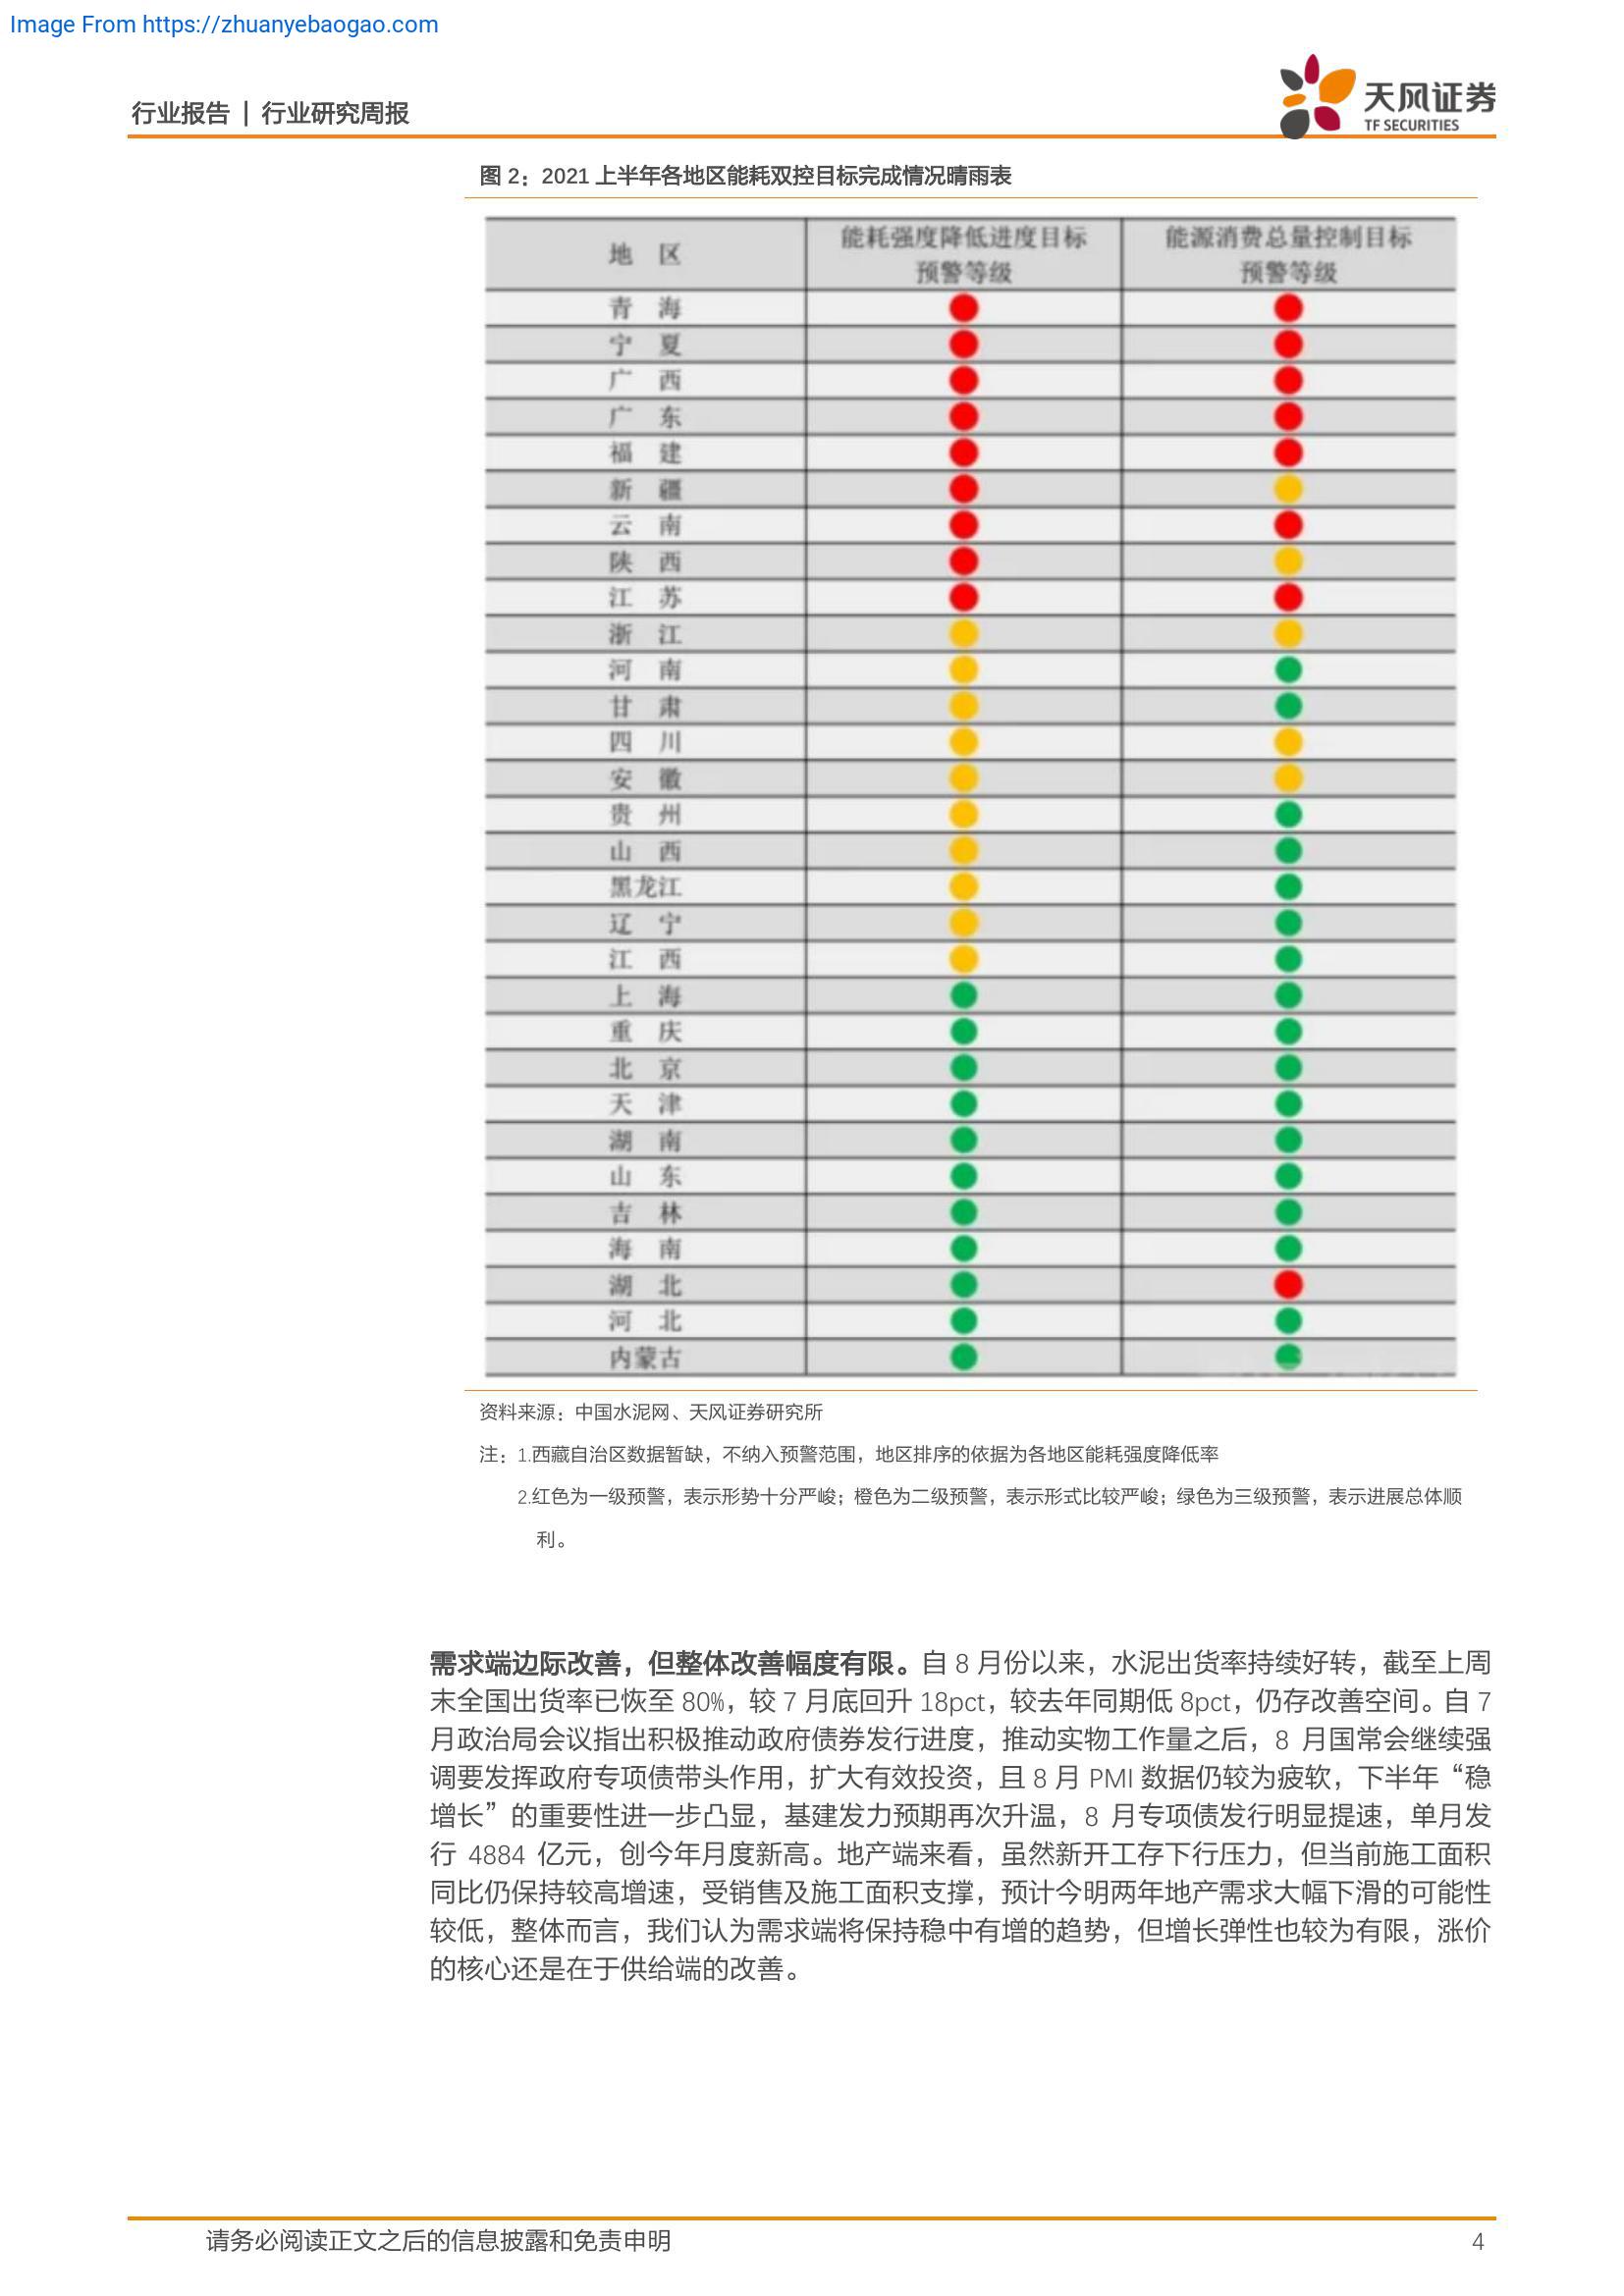 Image From https://zhuanyebaogao.com
行业报告 | 行业研究周报
天风证券
TF SECURITIES
图 2：2021 上半年各地区能耗双控目标完成情况晴雨表
地 区 能耗强度降低进度目标 能源消费总量控制目标
预警等级 预警等级
青 海
宁 夏
广 西
广 东
福 建
新 疆
云 南
陕 西
江 苏
浙 江
河 南
甘 肃
四 川
安 徽
贵 州
山 西
黑龙江
辽 宁
江 西
上 海
重 庆
北 京
天 津
湖 南
山 东
吉 林
海 南
湖 北
河 北
内蒙古
资料来源：中国水泥网、天风证券研究所
注：1.西藏自治区数据暂缺，不纳入预警范围，地区排序的依据为各地区能耗强度降低率
2.红色为一级预警，表示形势十分严峻；橙色为二级预警，表示形式比较严峻；绿色为三级预警，表示进展总体顺
利。
需求端边际改善，但整体改善幅度有限。自 8 月份以来，水泥出货率持续好转，截至上周
末全国出货率已恢至 80%，较 7 月底回升 18pct，较去年同期低 8pct，仍存改善空间。自 7
月政治局会议指出积极推动政府债券发行进度，推动实物工作量之后，8 月国常会继续强
调要发挥政府专项债带头作用，扩大有效投资，且 8 月 PMI 数据仍较为疲软，下半年“稳
增长”的重要性进一步凸显，基建发力预期再次升温，8 月专项债发行明显提速，单月发
行 4884 亿元，创今年月度新高。地产端来看，虽然新开工存下行压力，但当前施工面积
同比仍保持较高增速，受销售及施工面积支撑，预计今明两年地产需求大幅下滑的可能性
较低，整体而言，我们认为需求端将保持稳中有增的趋势，但增长弹性也较为有限，涨价
的核心还是在于供给端的改善。
请务必阅读正文之后的信息披露和免责申明 4